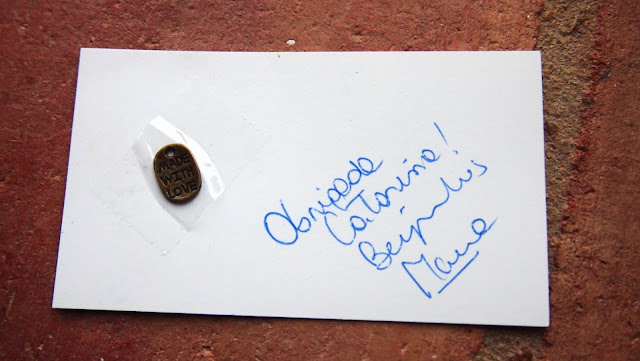 MADE
WITH
LOVE
Obrigada
Catarina!
Beijinhos
Maria